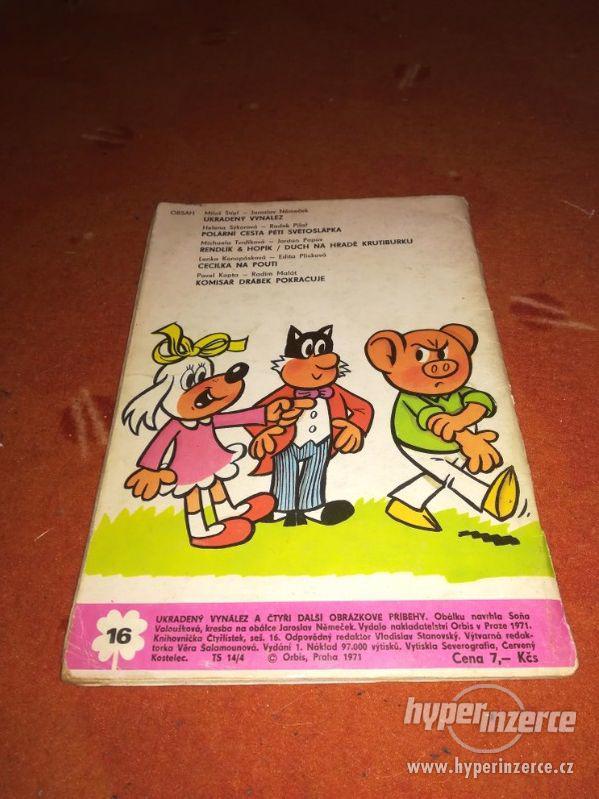 OBSAH Miloš Štípl – Jaroslav Němeček
UKRADENÝ VYNÁLEZ
Helena Sýkorová – Radek Pilař
POLÁRNÍ CESTA PĚTI SVĚTOŠLÁPKA
Michaela Tvrdíková – Jordan Popov
RENDLÍK & HOPÍK / DUCH NA HRADĚ KRUTIBURKU
Lenka Konopásková – Edita Plicková
CECILKA NA POUTI
Pavel Kopta – Radim Malát
KOMISAŘ DRÁBEK POKRAČUJE
16
UKRADENÝ VYNÁLEZ A ČTYŘI DALŠÍ OBRÁZKOVÉ PŘÍBĚHY. Obálku navrhla Soňa
Valoušková, kresba na obálce Jaroslav Němeček. Vydalo nakladatelství Orbis v Praze 1971.
Knihovnička Čtyřlístek, seš. 16. Odpovědný redaktor Vladislav Stanovský. Výtvarná redak-
torka Věra Šalamounová. Vydání 1. Náklad 97.000 výtisků. Vytiskla Severografia, Červený
Kostelec. TS 14/4 © Orbis, Praha 1971
Cena 7,– Kčs
hyperinzerce
www.hyperinzerce.cz